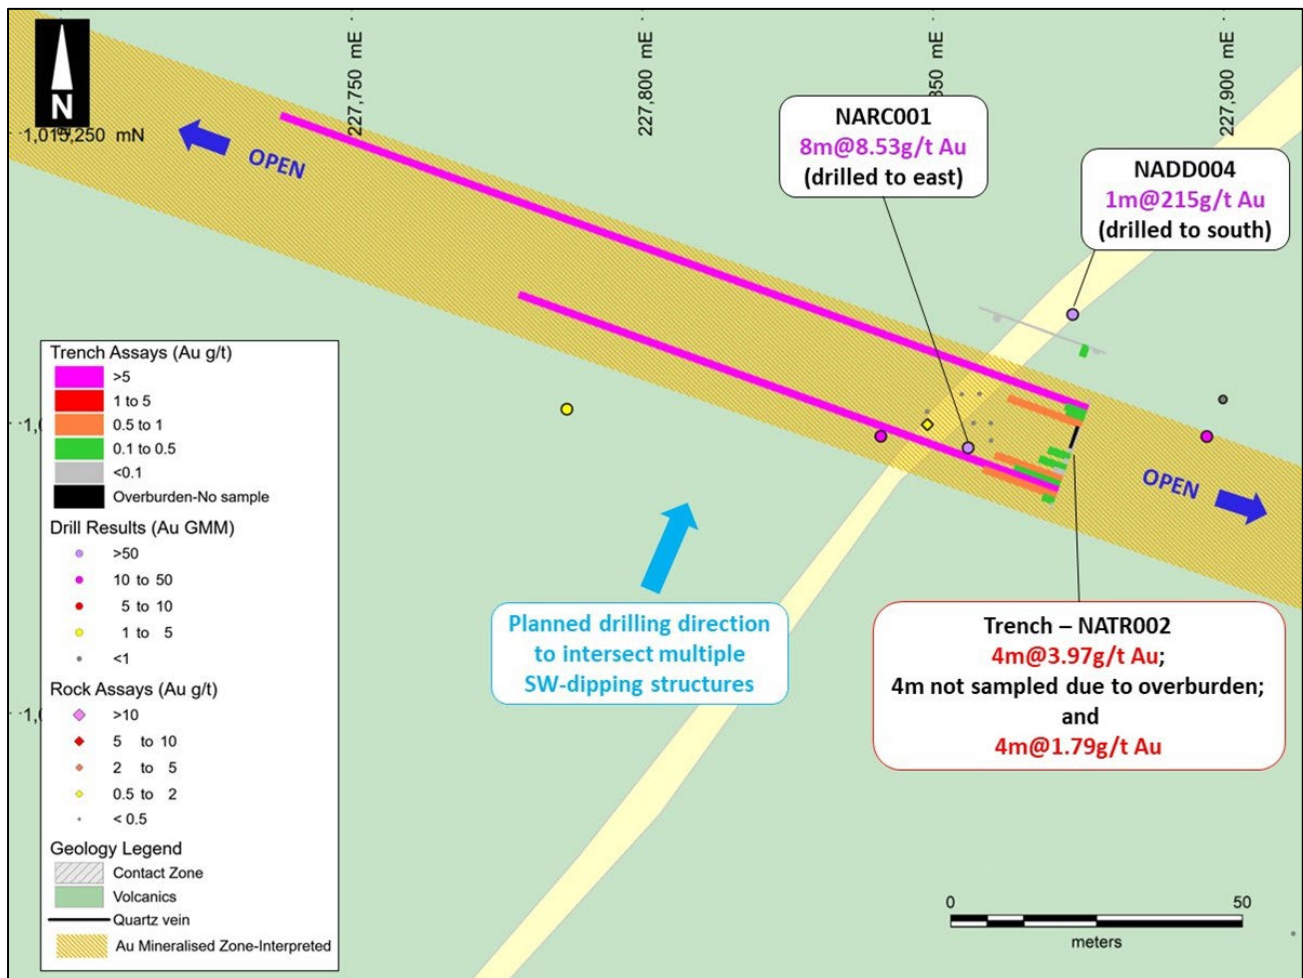 N
227,750 mE
227,800 mE
850 mE
227,900 mE
1,015,250 mN
OPEN
NARC001
8m@8.53g/t Au
(drilled to east)
NADD004
1m@215g/t Au
(drilled to south)
OPEN
Planned drilling direction
to intersect multiple
SW-dipping structures
Trench – NATR002
4m@3.97g/t Au;
4m not sampled due to overburden;
and
4m@1.79g/t Au
Trench Assays (Au g/t)
>5
1 to 5
0.5 to 1
0.1 to 0.5
<0.1
Overburden-No sample
Drill Results (Au GMM)
>50
10 to 50
5 to 10
1 to 5
<1
Rock Assays (Au g/t)
>10
5 to 10
2 to 5
0.5 to 2
< 0.5
Geology Legend
Contact Zone
Volcanics
Quartz vein
Au Mineralised Zone-Interpreted
0 50
meters